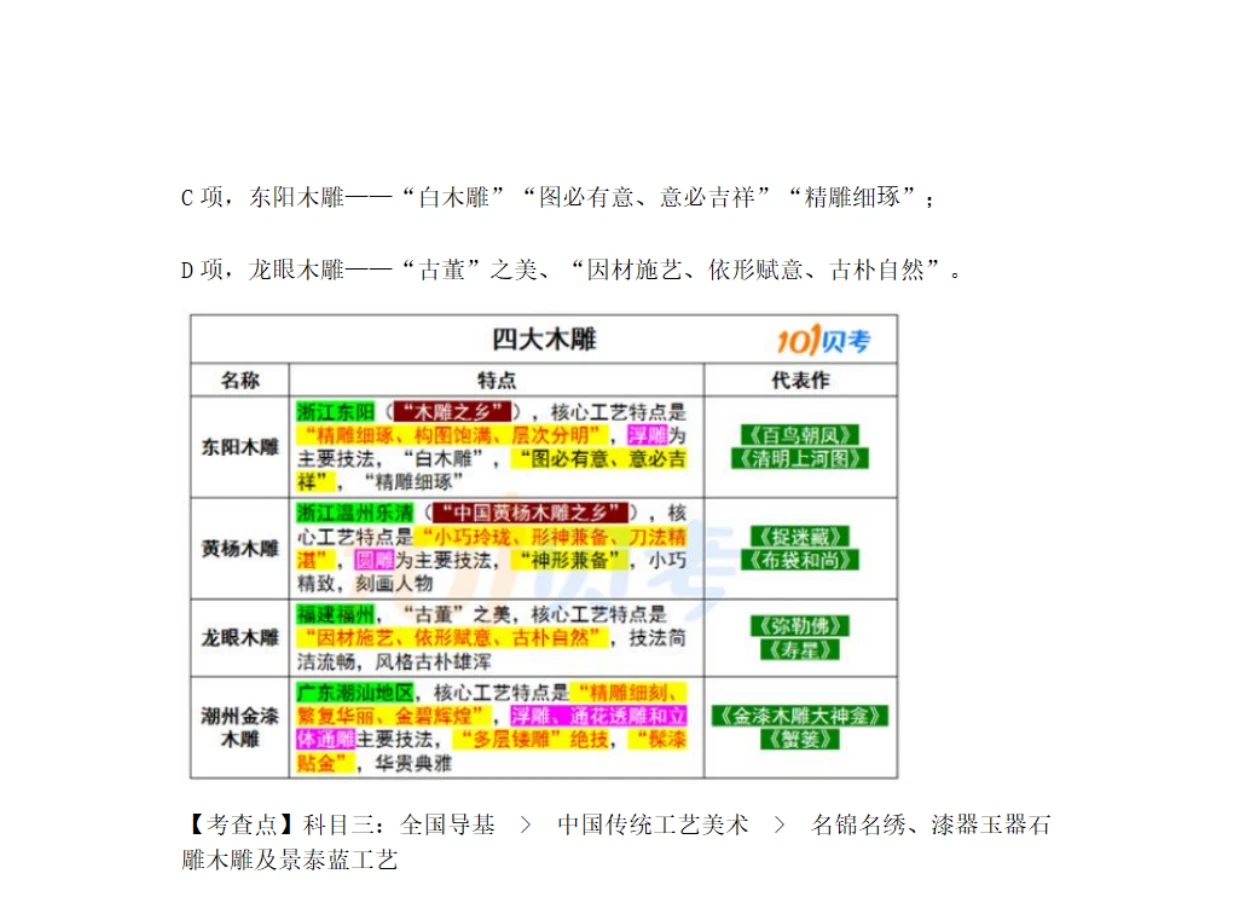 C 项，东阳木雕——“白木雕”“图必有意、意必吉祥”“精雕细琢”；
D 项，龙眼木雕——“古董”之美、“因材施艺、依形赋意、古朴自然”。
四大木雕
101贝考
名称 特点 代表作
东阳木雕
浙江东阳（“木雕之乡”），核心工艺特点是
“精雕细琢、构图饱满、层次分明”，浮雕为
主要技法，“白木雕”，“图必有意、意必吉
祥”，“精雕细琢”
《百鸟朝凤》
《清明上河图》
黄杨木雕
浙江温州乐清（“中国黄杨木雕之乡”），核
心工艺特点是“小巧玲珑、形神兼备、刀法精
湛”，圆雕为主要技法，“神形兼备”，小巧
精致，刻画人物
《捉迷藏》
《布袋和尚》
龙眼木雕
福建福州，“古董”之美，核心工艺特点是
“因材施艺、依形赋意、古朴自然”，技法简
洁流畅，风格古朴雄浑
《弥勒佛》
《寿星》
潮州金漆
木雕
广东潮汕地区，核心工艺特点是“精雕细刻、
繁复华丽、金碧辉煌”，浮雕、通花透雕和立
体通雕主要技法，“多层镂雕”绝技，“髹漆
贴金”，华贵典雅
《金漆木雕大神龛》
《蟹篓》
101贝考
【考查点】科目三：全国导基 > 中国传统工艺美术 > 名锦名绣、漆器玉器石
雕木雕及景泰蓝工艺